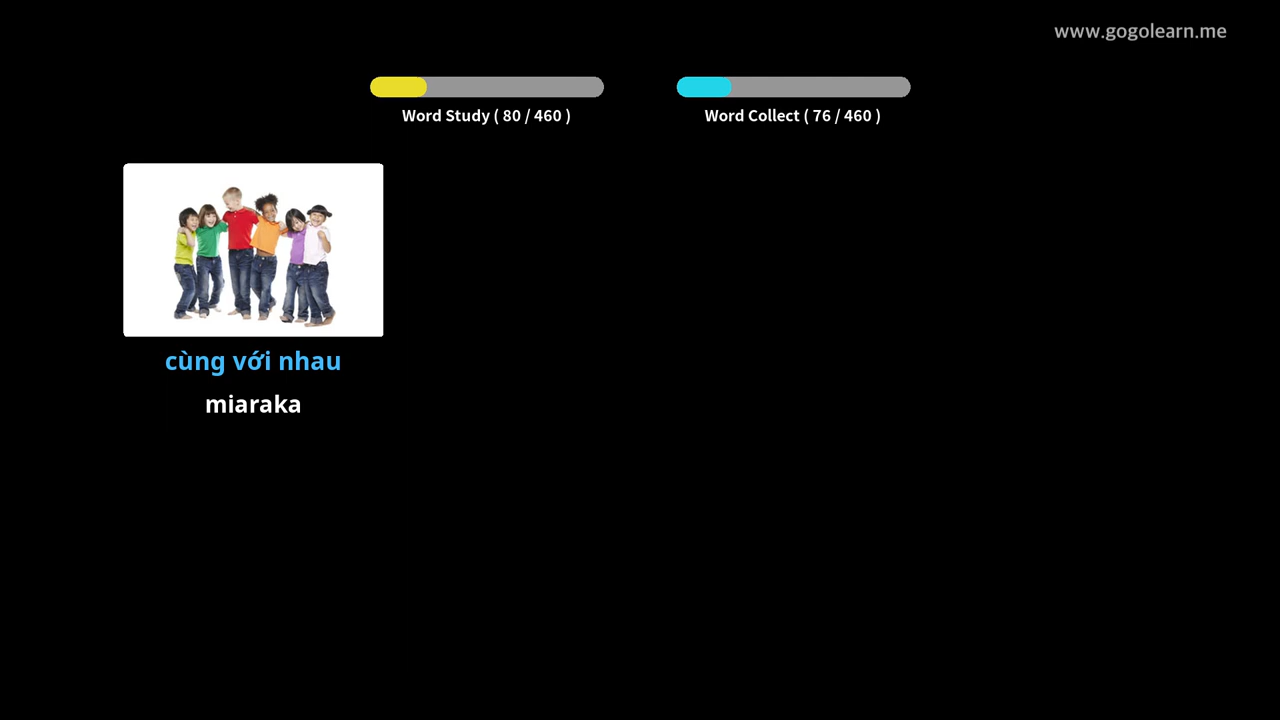 www.gogolearn.me
Word Study ( 80 / 460 )
Word Collect ( 76 / 460 )
cùng với nhau
miaraka